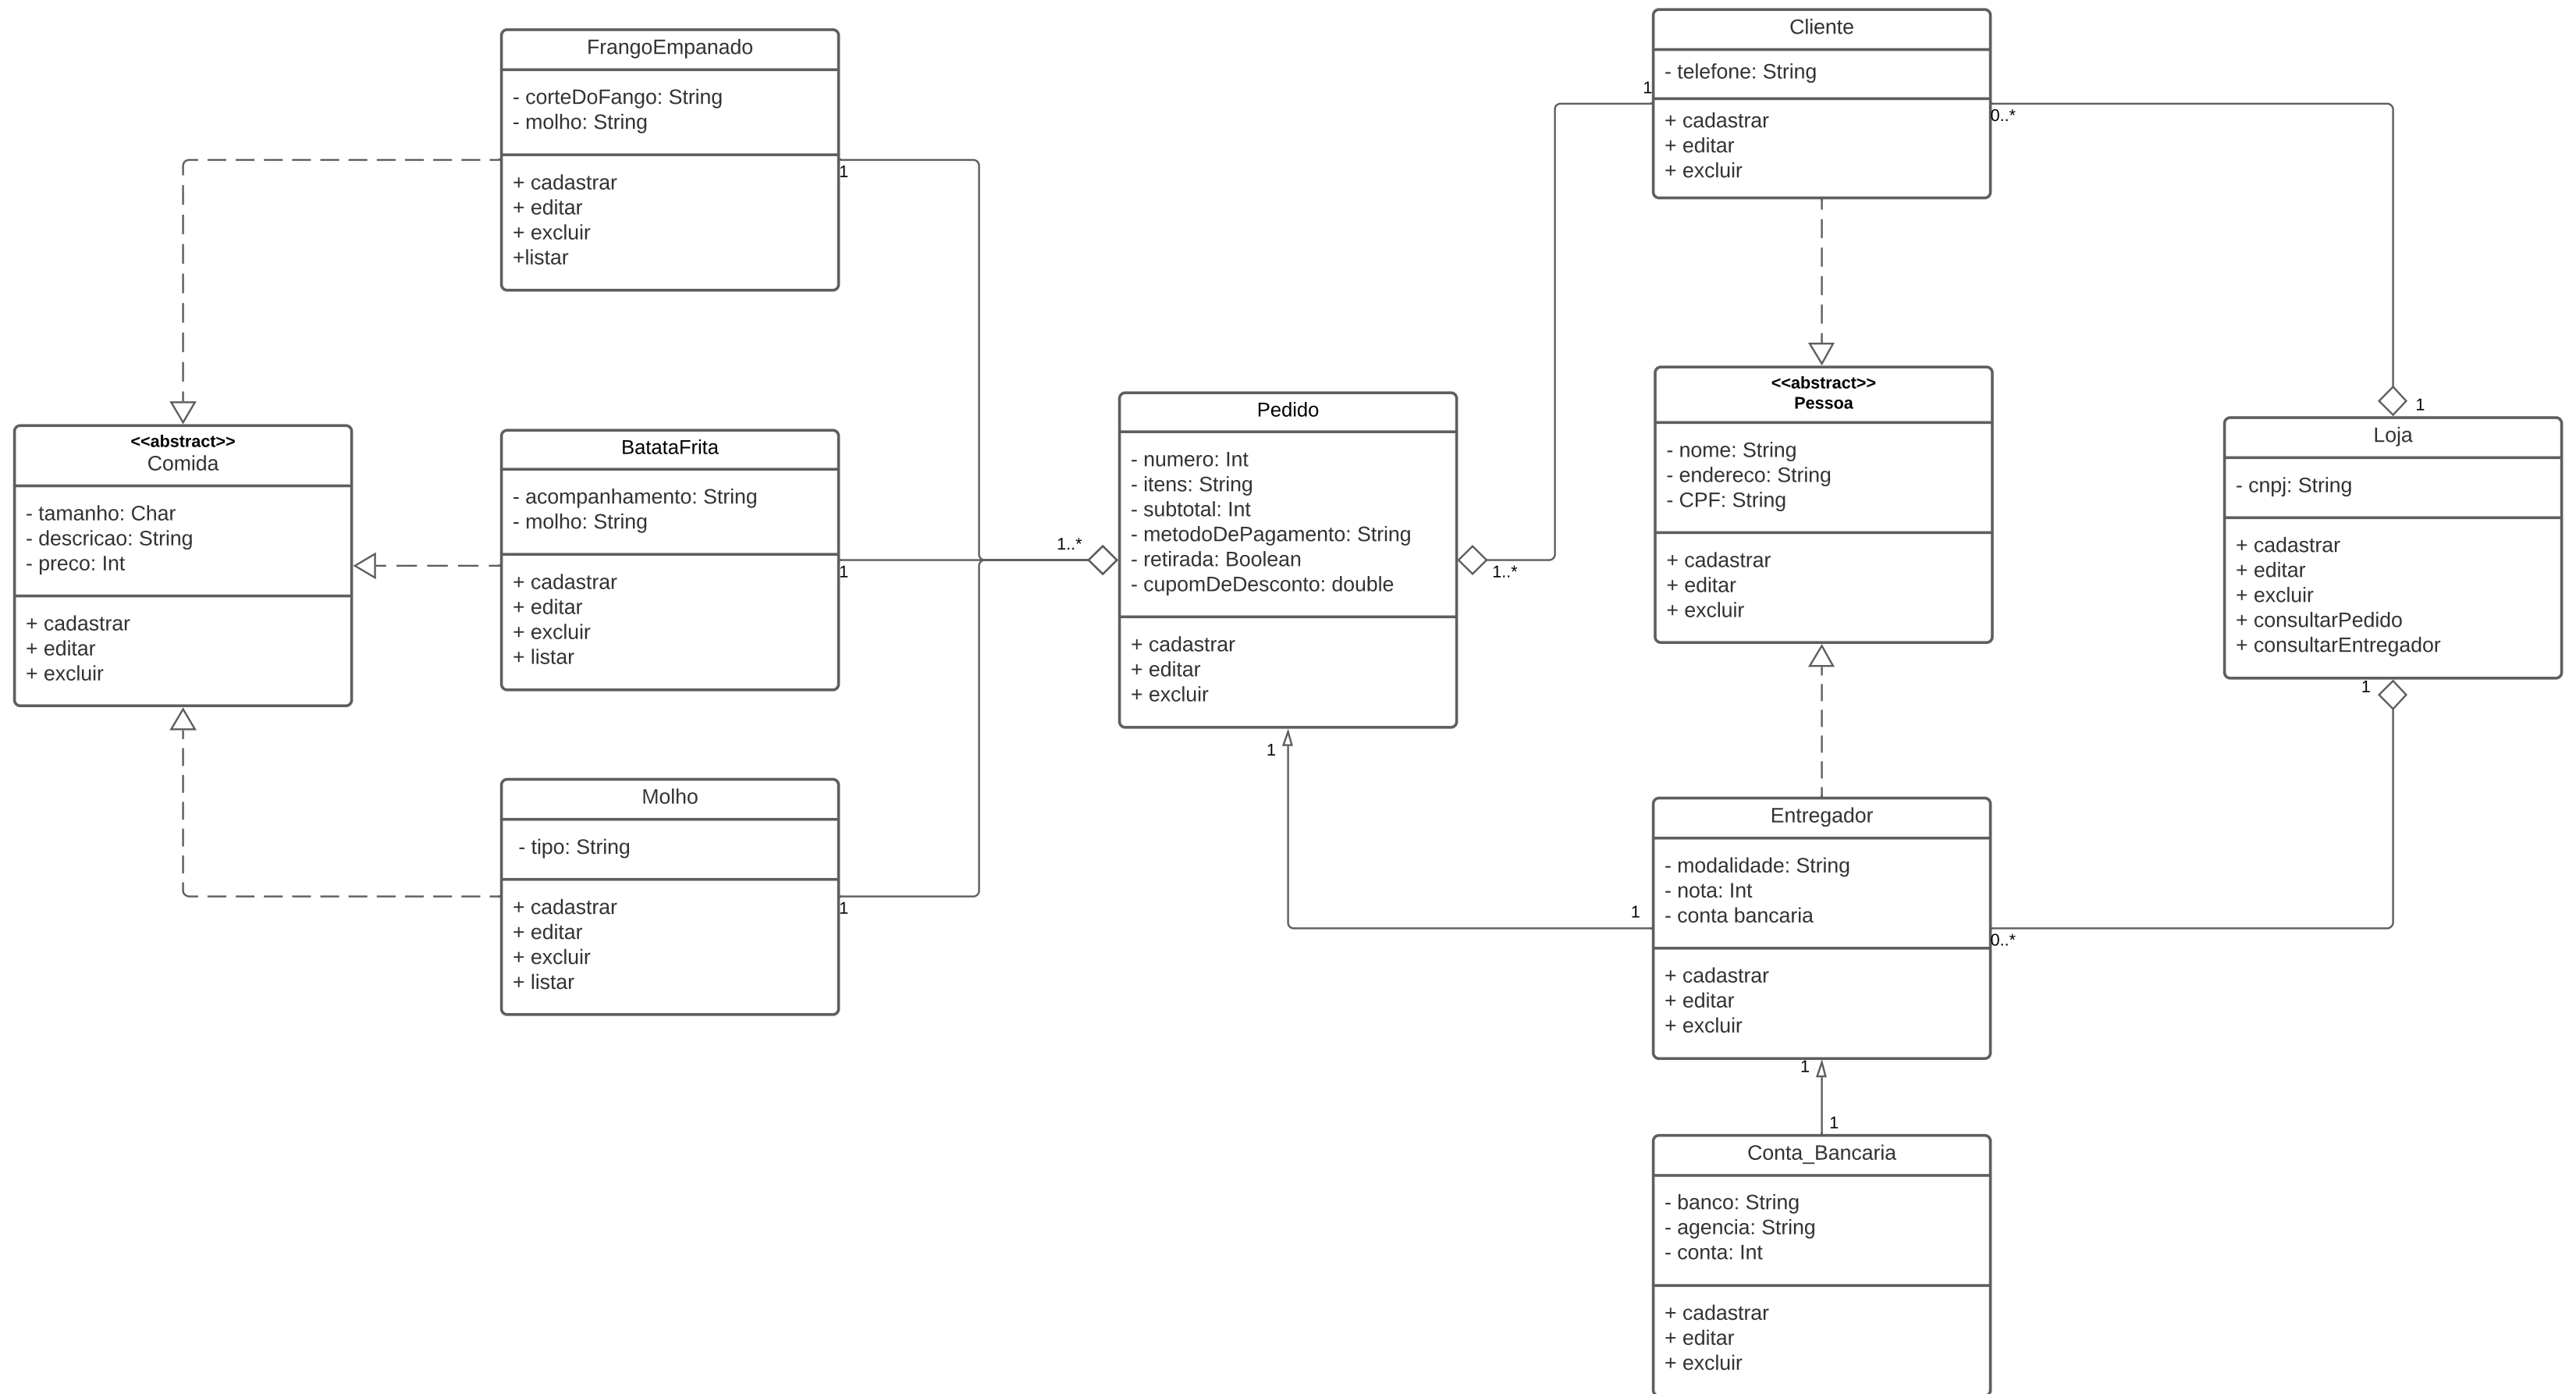 FrangoEmpanado
- corteDoFango: String
- molho: String
+ cadastrar
+ editar
+ excluir
+listar
1
<<abstract>>
Comida
- tamanho: Char
- descricao: String
- preco: Int
+ cadastrar
+ editar
+ excluir
BatataFrita
- acompanhamento: String
- molho: String
+ cadastrar
+ editar
+ excluir
+ listar
1
Molho
- tipo: String
+ cadastrar
+ editar
+ excluir
+ listar
1
1..*
Pedido
- numero: Int
- itens: String
- subtotal: Int
- metodoDePagamento: String
- retirada: Boolean
- cupomDeDesconto: double
+ cadastrar
+ editar
+ excluir
1..*
1
1
Cliente
- telefone: String
+ cadastrar
+ editar
+ excluir
0..*
<<abstract>>
Pessoa
- nome: String
- endereco: String
- CPF: String
+ cadastrar
+ editar
+ excluir
1
Loja
- cnpj: String
+ cadastrar
+ editar
+ excluir
+ consultarPedido
+ consultarEntregador
1
1
Entregador
- modalidade: String
- nota: Int
- conta bancaria
+ cadastrar
+ editar
+ excluir
0..*
1
1
Conta_Bancaria
- banco: String
- agencia: String
- conta: Int
+ cadastrar
+ editar
+ excluir